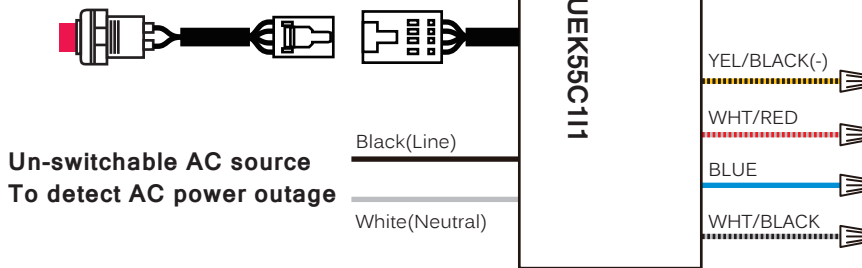 UEK55C1I1
YEL/BLACK(-)
WHT/RED
BLUE
WHT/BLACK
Black(Line)
Un-switchable AC source
To detect AC power outage
White(Neutral)